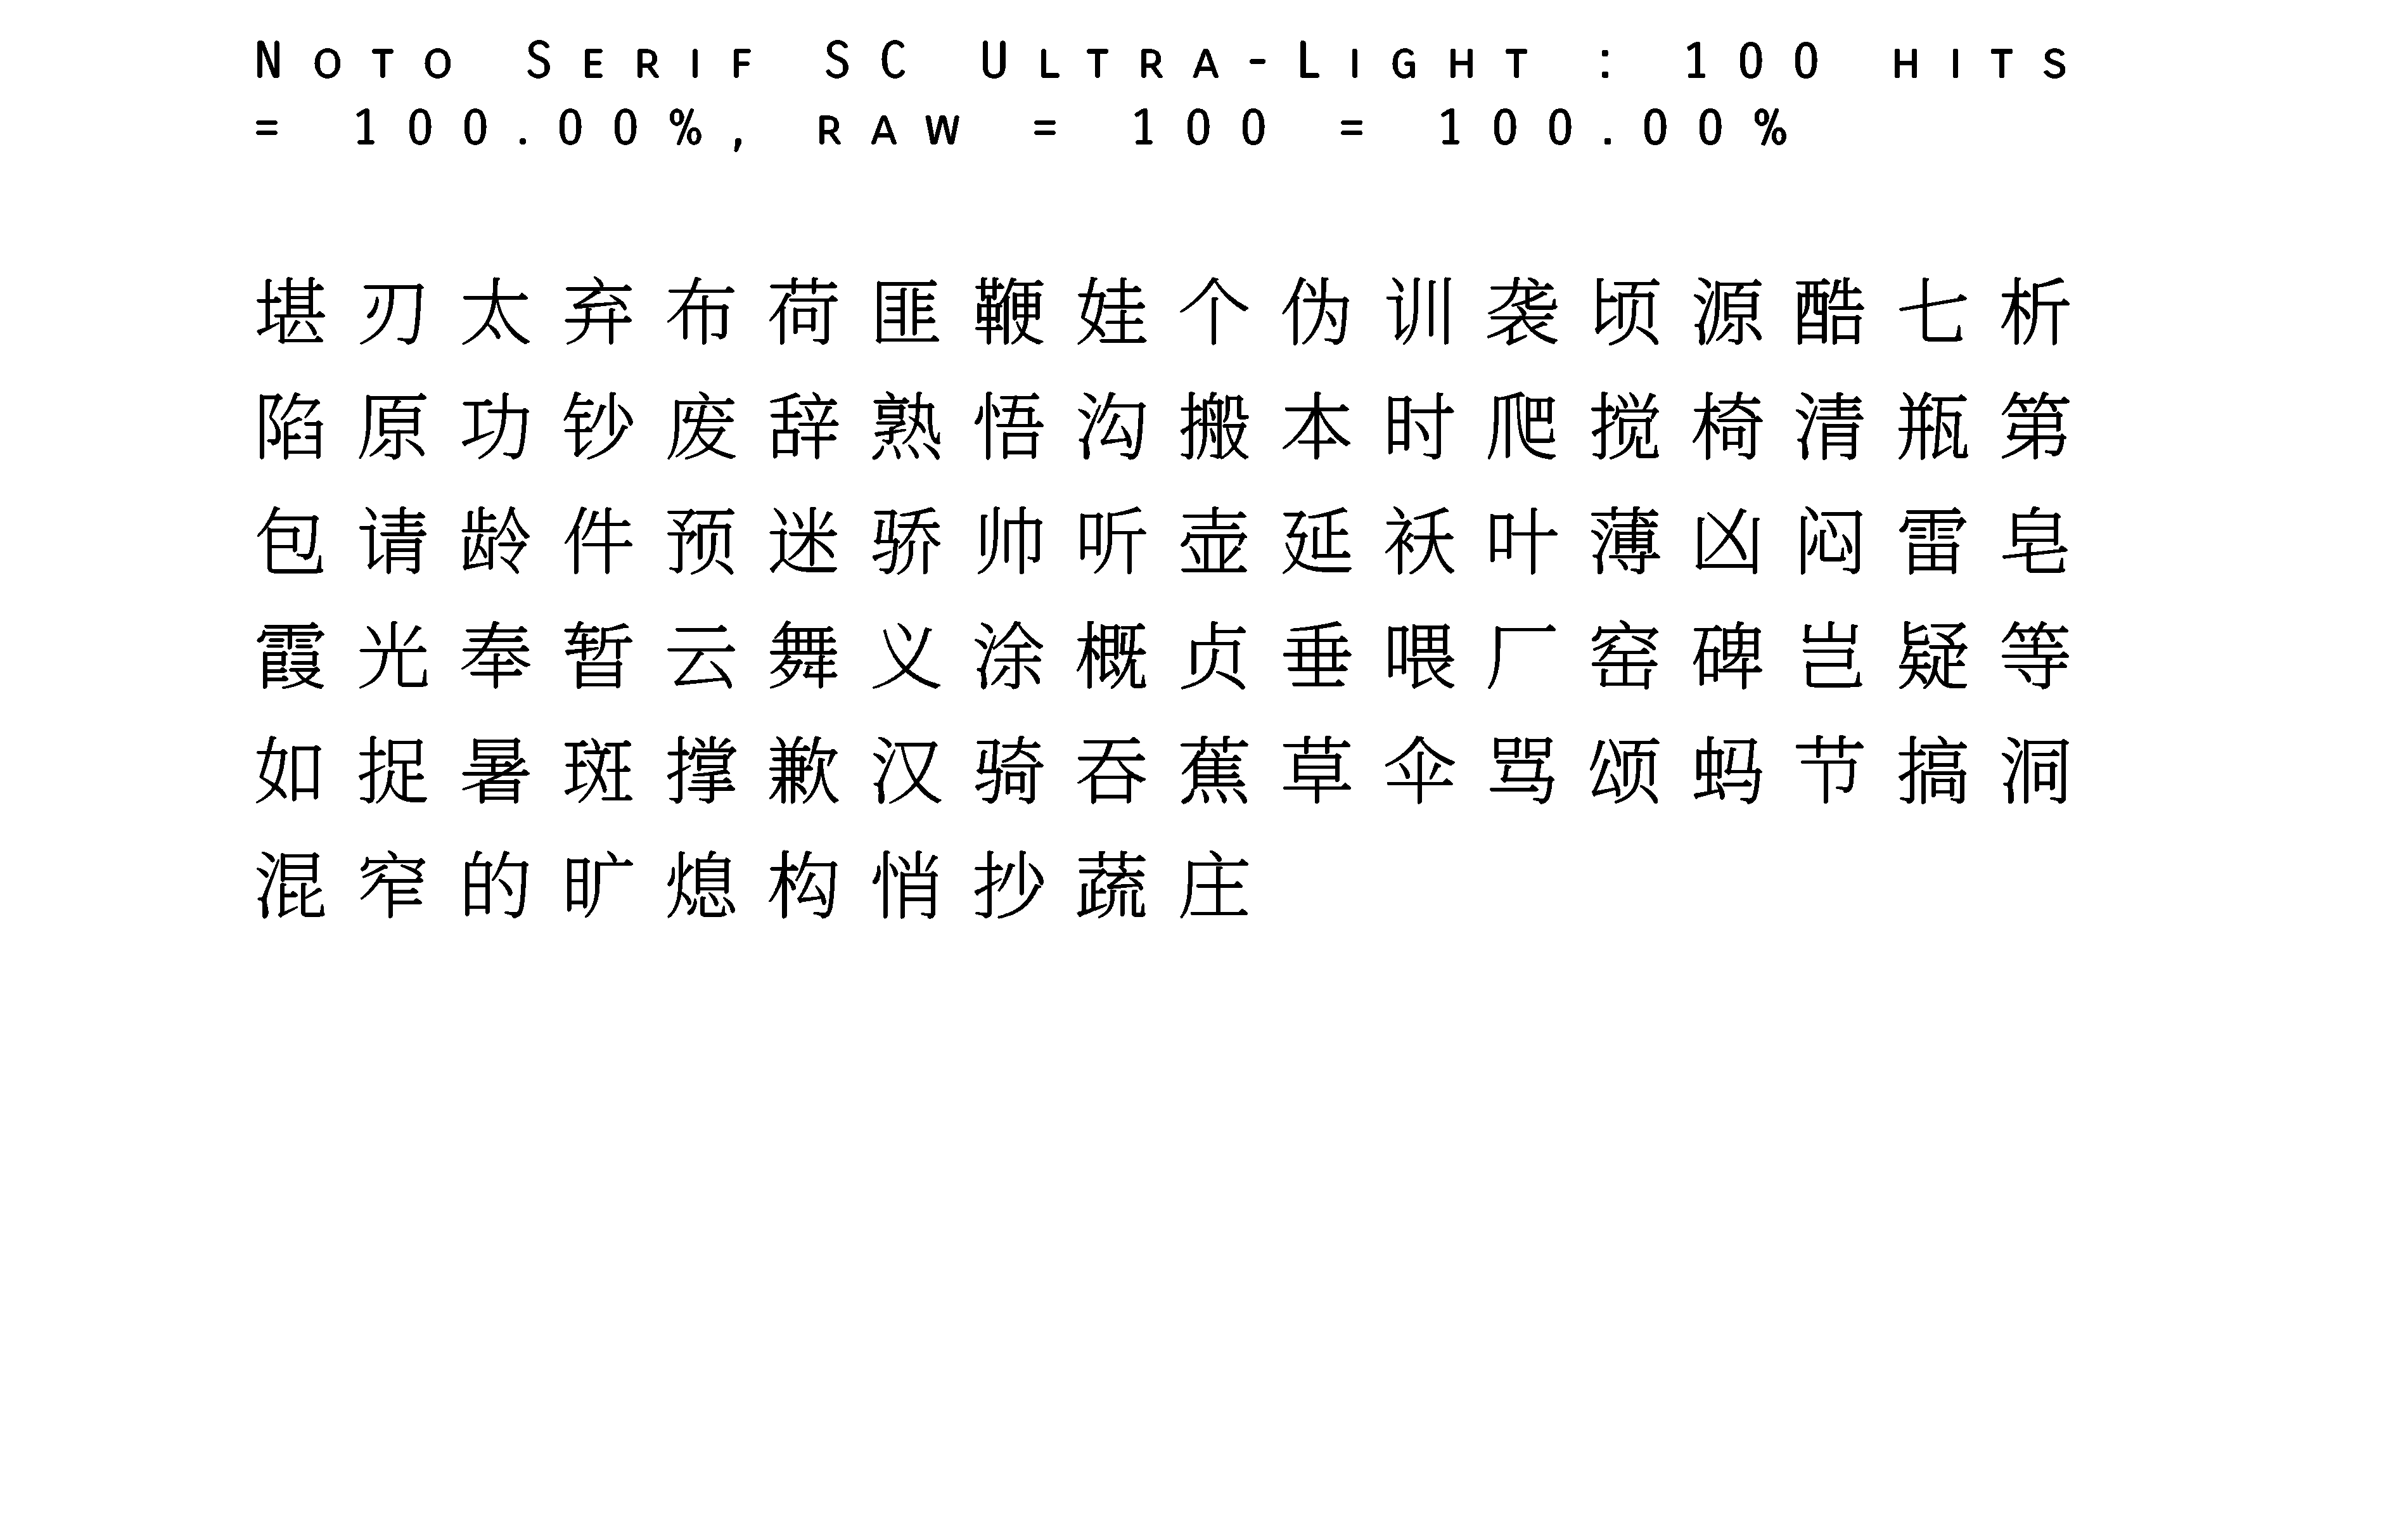 Noto Serif SC Ultra-Light : 100 hits
= 100.00%, raw = 100 = 100.00%
堪刃太弃布荷匪鞭娃个伪训袭顷源酷七析
陷原功钞废辞熟悟沟搬本时爬搅椅清瓶第
包请龄件预迷骄帅听壶延袄叶薄凶闷雷皂
霞光奉暂云舞义涂概贞垂喂厂窑碑岂疑等
如捉暑斑撑歉汉骑吞蕉草伞骂颂蚂节搞洞
混窄的旷熄构悄抄蔬庄